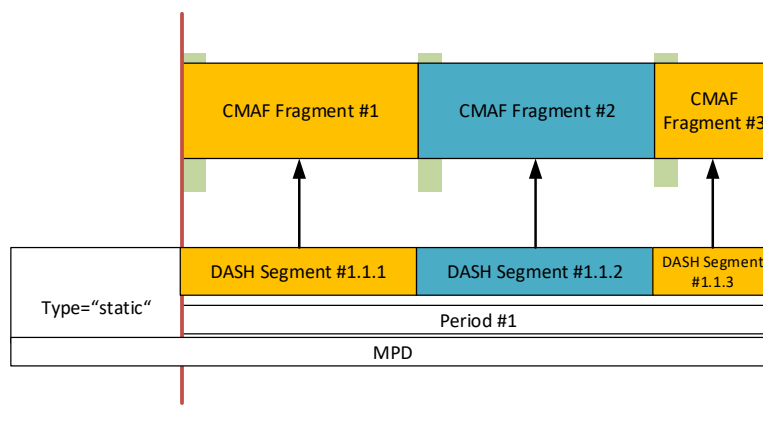 CMAF Fragment #1
CMAF Fragment #2
CMAF
Fragment #3
DASH Segment #1.1.1
DASH Segment #1.1.2
DASH Segment
#1.1.3
Type=“static“
Period #1
MPD